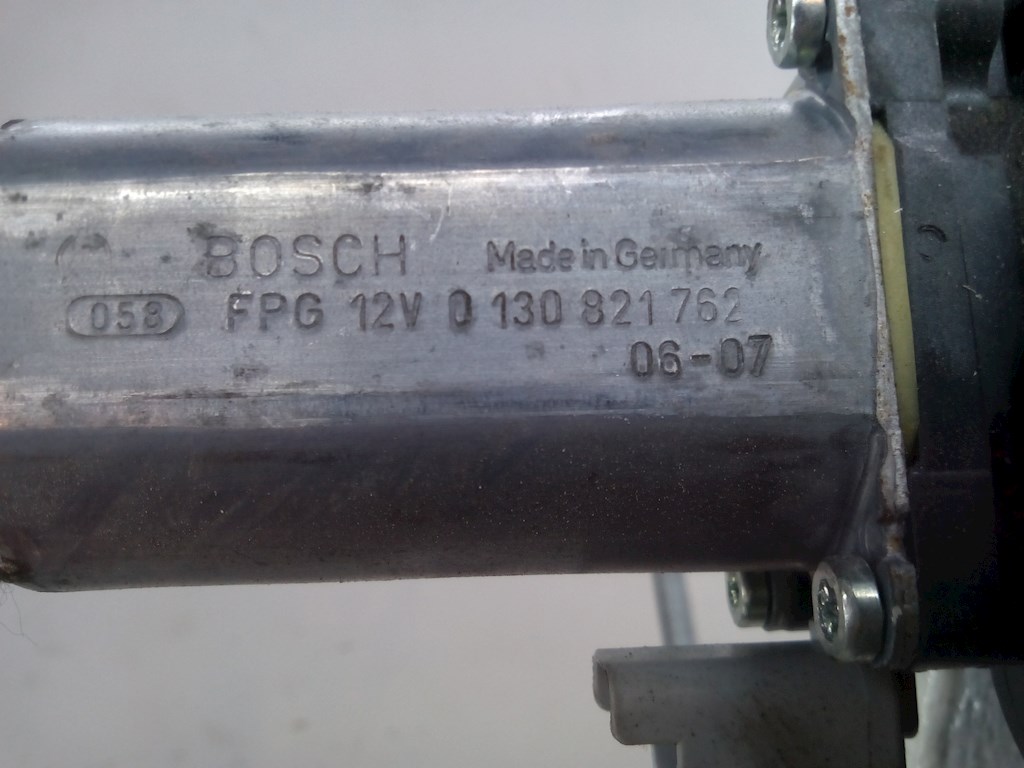 BOSCH Made in Germany
058 FPG 12V 0 130 821 762
06-07